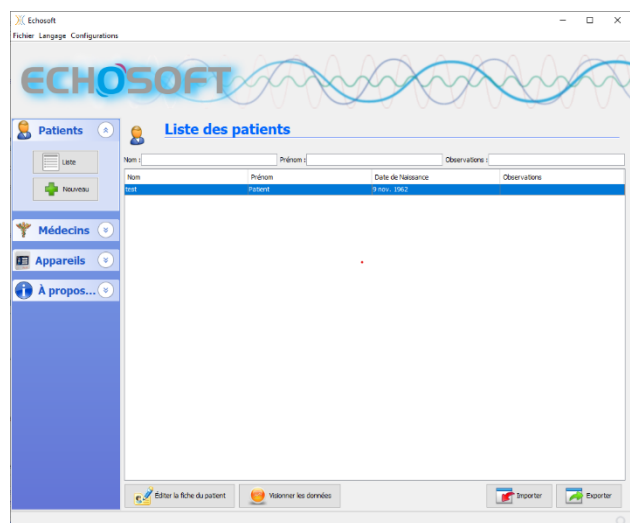 Echosoft
Fichier Langage Configurations
ECHOSOFT
Patients
Liste des patients
Liste
Nom :
Prénom :
Observations :
Nom Prénom Date de Naissance Observations
test Patient 9 nov. 1962
Nouveau
Médecins
Appareils
À propos...
Éditer la fiche du patient
Visionner les données
Importer
Exporter